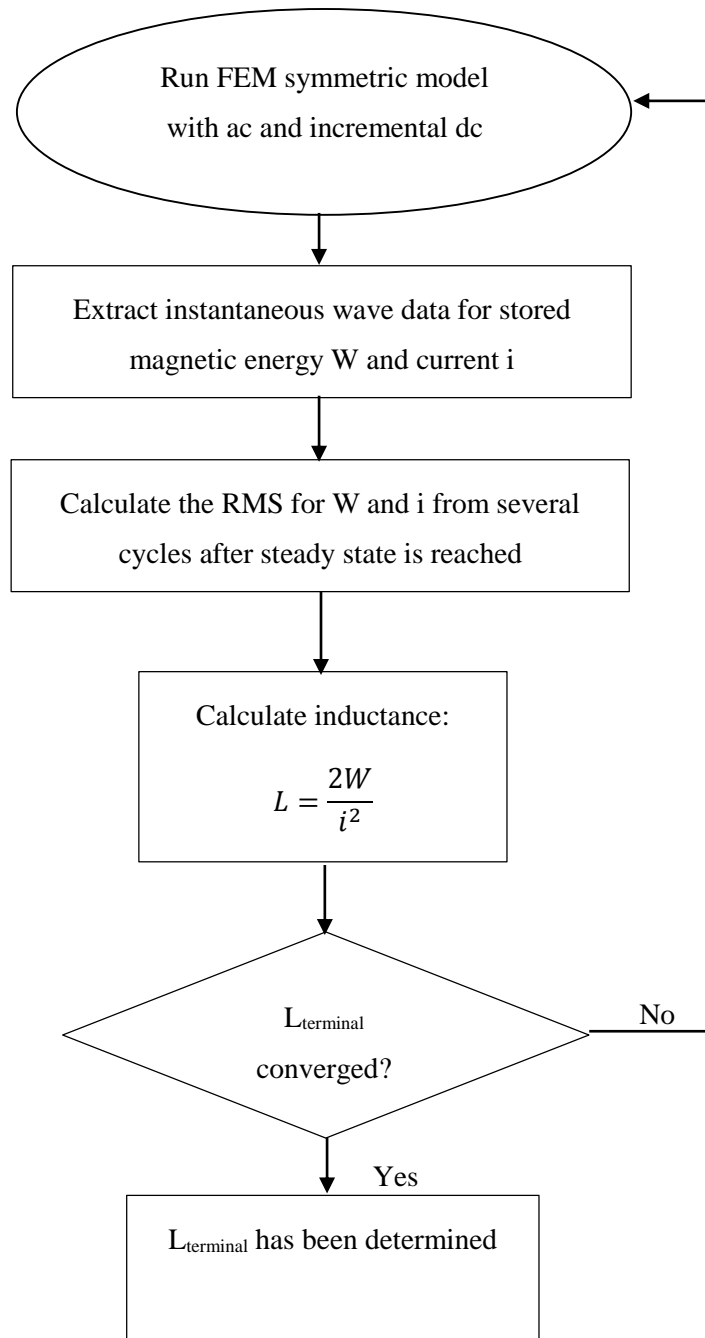 Run FEM symmetric model
with ac and incremental dc
Extract instantaneous wave data for stored
magnetic energy W and current i
Calculate the RMS for W and i from several
cycles after steady state is reached
Calculate inductance:
L = 2W / i²
L_terminal
converged?
No
Yes
L_terminal has been determined